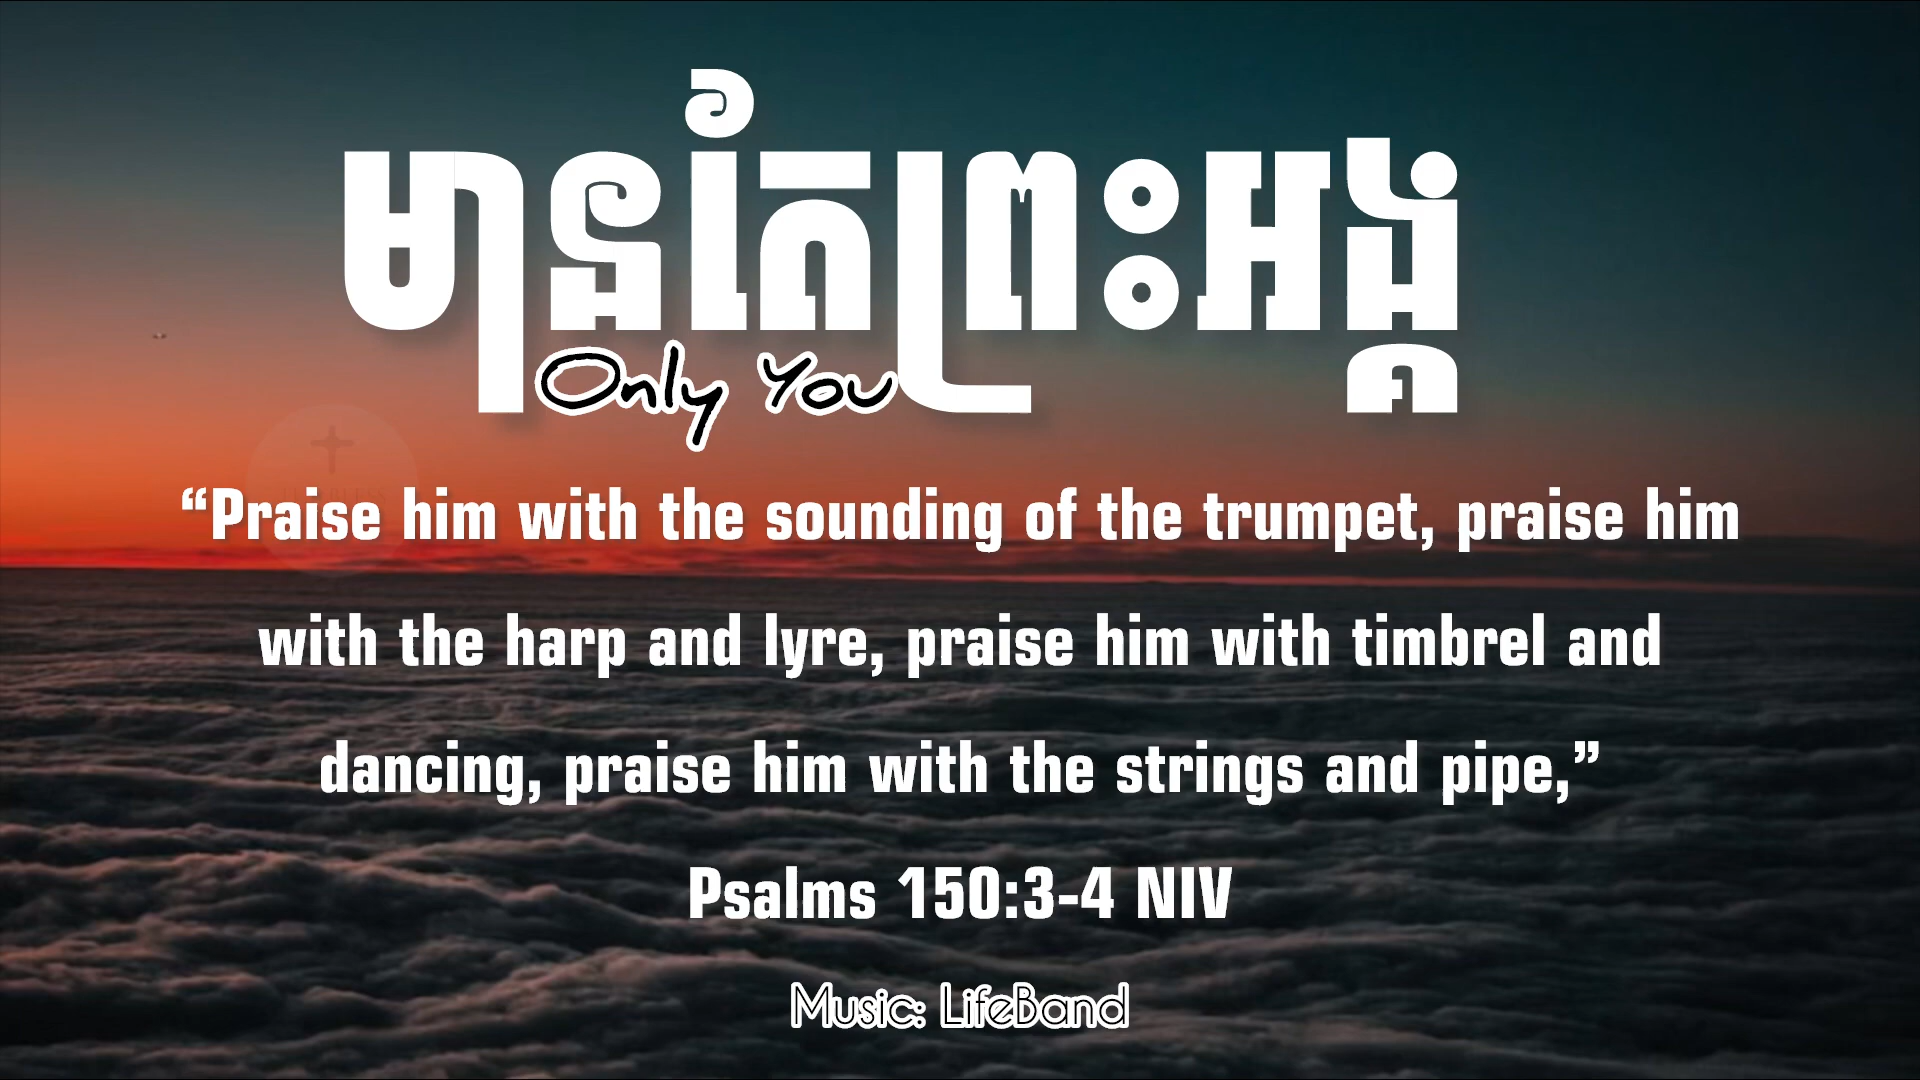 មានតែព្រះអង្គ
Only You
“Praise him with the sounding of the trumpet, praise him
with the harp and lyre, praise him with timbrel and
dancing, praise him with the strings and pipe,”
Psalms 150:3-4 NIV
Music: LifeBand